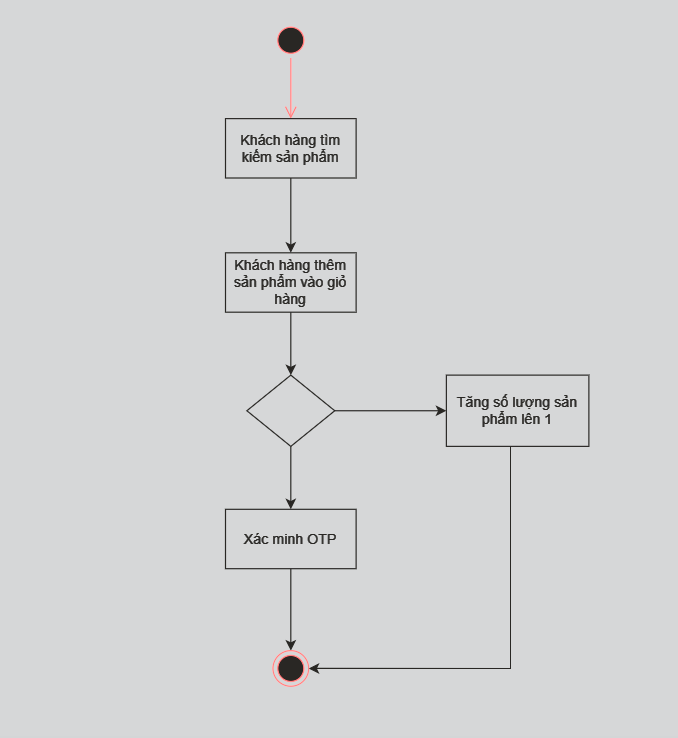 Khách hàng tìm
kiếm sản phẩm
Khách hàng thêm
sản phẩm vào giỏ
hàng
Tăng số lượng sản
phẩm lên 1
Xác minh OTP